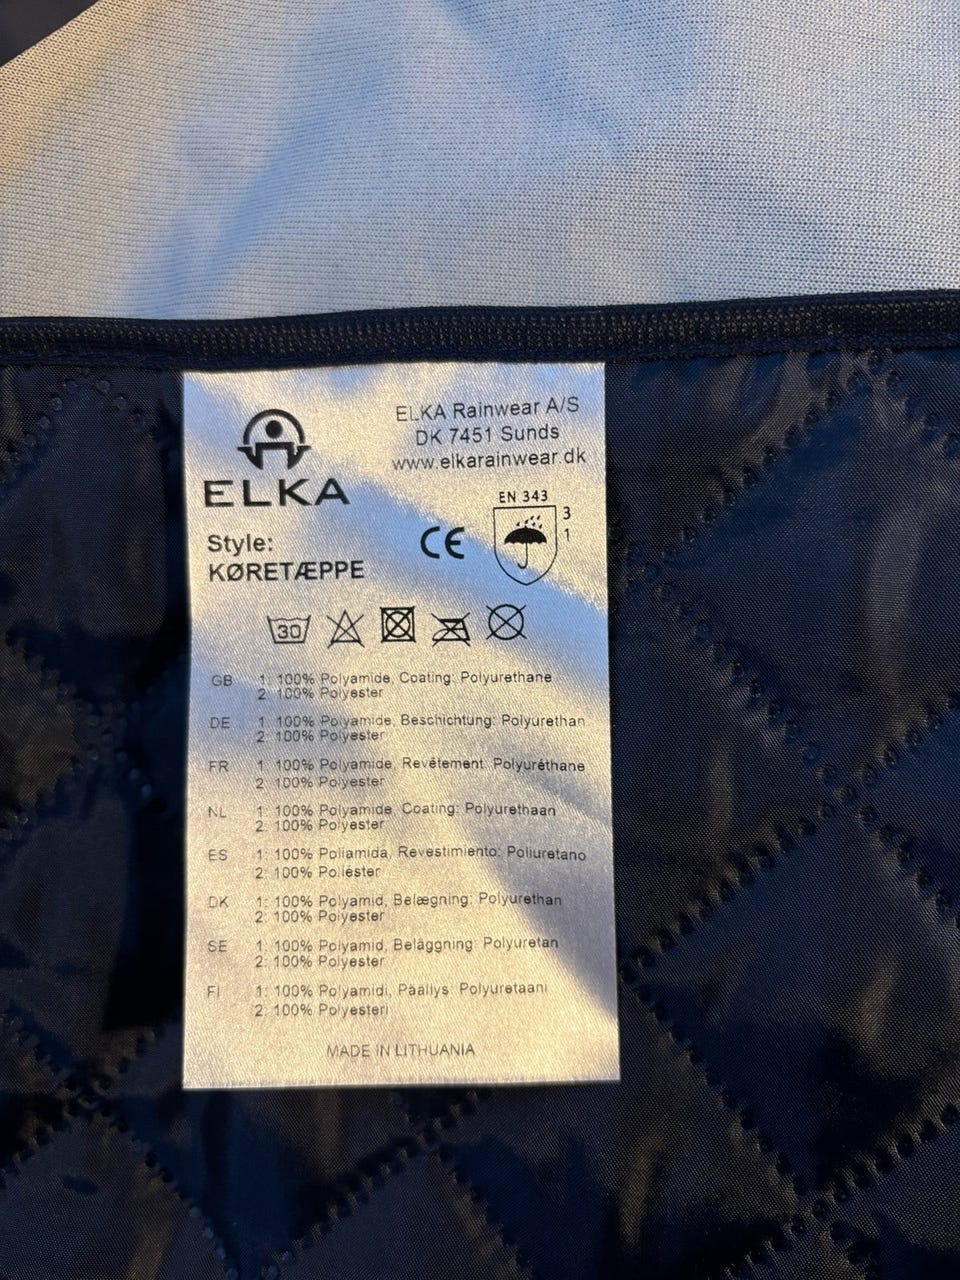 ELKA Rainwear A/S
DK 7451 Sunds
www.elkarainwear.dk
ELKA
Style:
KØRETÆPPE
CE
EN 343
3
1
30
GB 1: 100% Polyamide, Coating: Polyurethane
2: 100% Polyester
DE 1: 100% Polyamide, Beschichtung: Polyurethan
2: 100% Polyester
FR 1: 100% Polyamide, Revêtement: Polyuréthane
2: 100% Polyester
NL 1: 100% Polyamide, Coating: Polyurethaan
2: 100% Polyester
ES 1: 100% Poliamida, Revestimiento: Poliuretano
2: 100% Poliéster
DK 1: 100% Polyamid, Belægning: Polyurethan
2: 100% Polyester
SE 1: 100% Polyamid, Beläggning: Polyuretan
2: 100% Polyester
FI 1: 100% Polyamidi, Päällys: Polyuretaani
2: 100% Polyesteri
MADE IN LITHUANIA